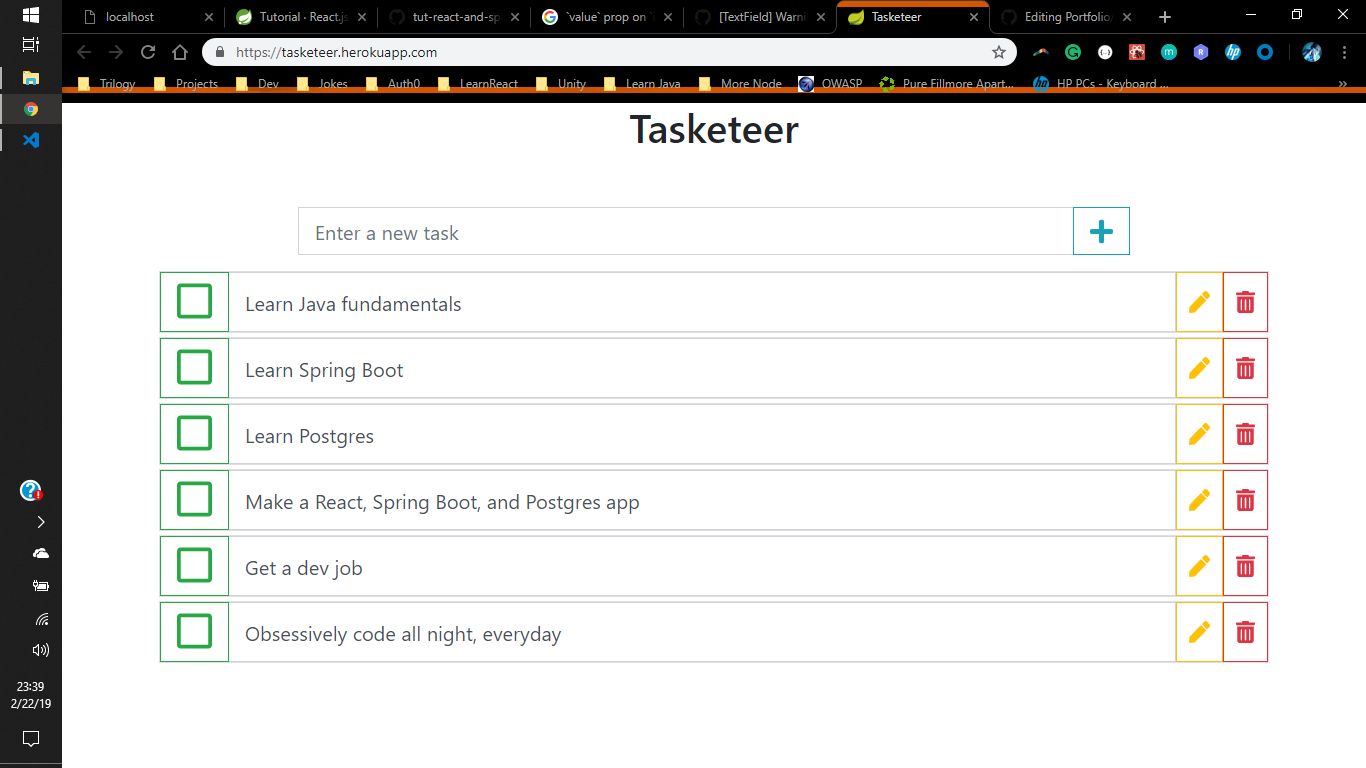 localhost
Tutorial · React.js
tut-react-and-sp
`value` prop on `
[TextField] Warn
Tasketeer
Editing Portfolio/
https://tasketeer.herokuapp.com
Trilogy
Projects
Dev
Jokes
Auth0
LearnReact
Unity
Learn Java
More Node
OWASP
Pure Fillmore Apart...
HP PCs - Keyboard ...
Tasketeer
Enter a new task
Learn Java fundamentals
Learn Spring Boot
Learn Postgres
Make a React, Spring Boot, and Postgres app
Get a dev job
Obsessively code all night, everyday
23:39
2/22/19